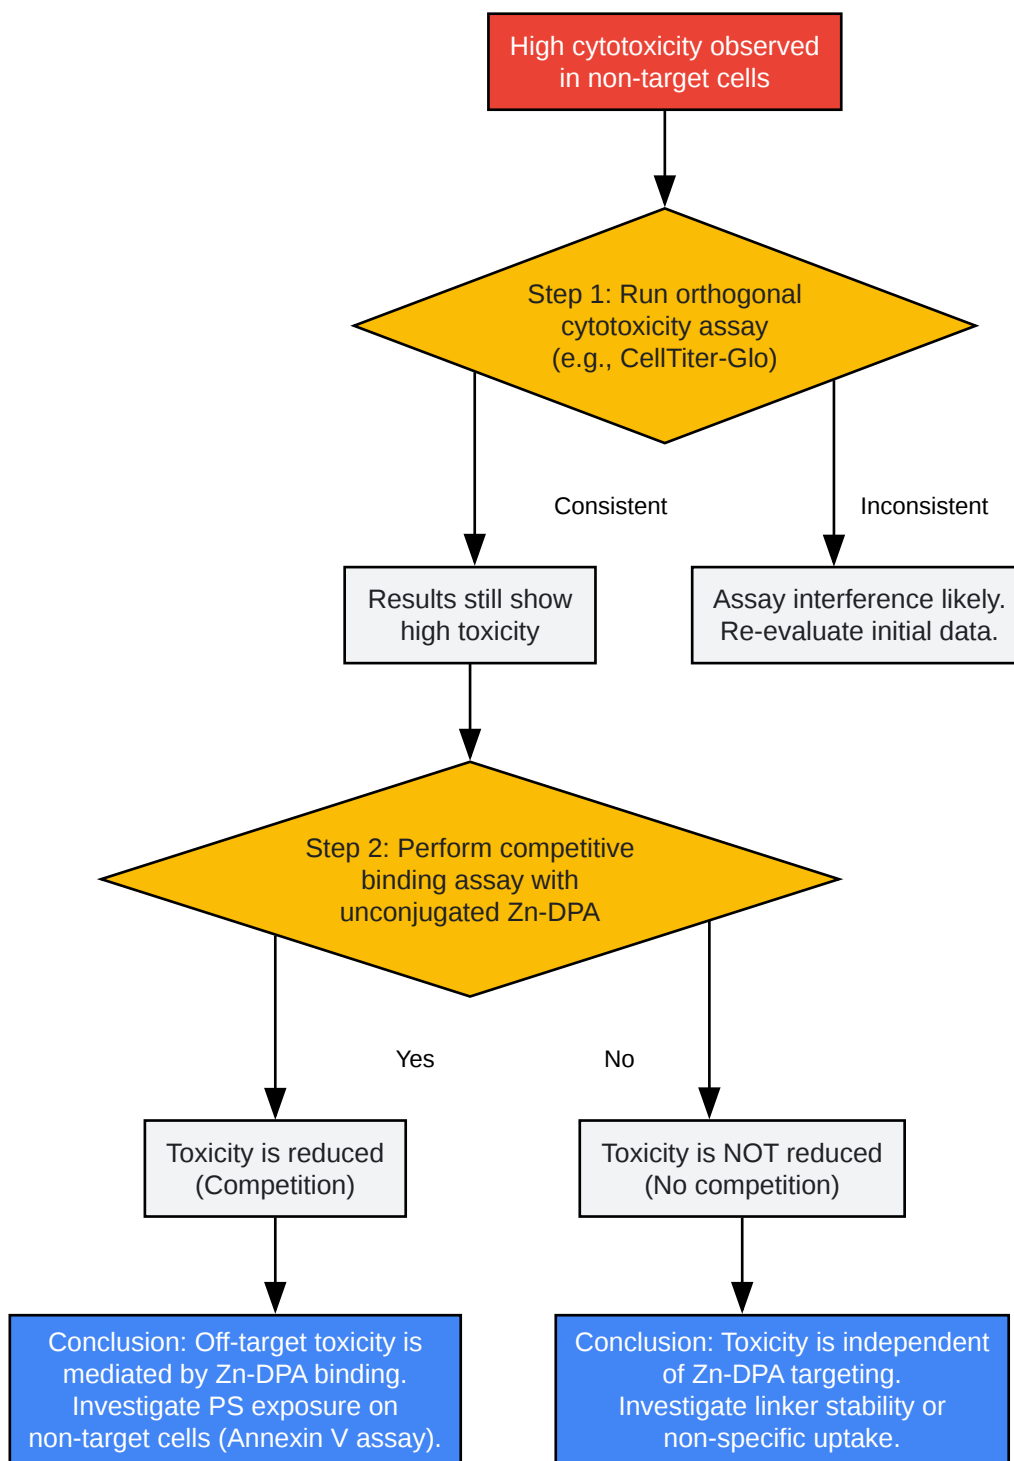 High cytotoxicity observed
in non-target cells
Step 1: Run orthogonal
cytotoxicity assay
(e.g., CellTiter-Glo)
Consistent
Inconsistent
Results still show
high toxicity
Assay interference likely.
Re-evaluate initial data.
Step 2: Perform competitive
binding assay with
unconjugated Zn-DPA
Yes
No
Toxicity is reduced
(Competition)
Toxicity is NOT reduced
(No competition)
Conclusion: Off-target toxicity is
mediated by Zn-DPA binding.
Investigate PS exposure on
non-target cells (Annexin V assay).
Conclusion: Toxicity is independent
of Zn-DPA targeting.
Investigate linker stability or
non-specific uptake.